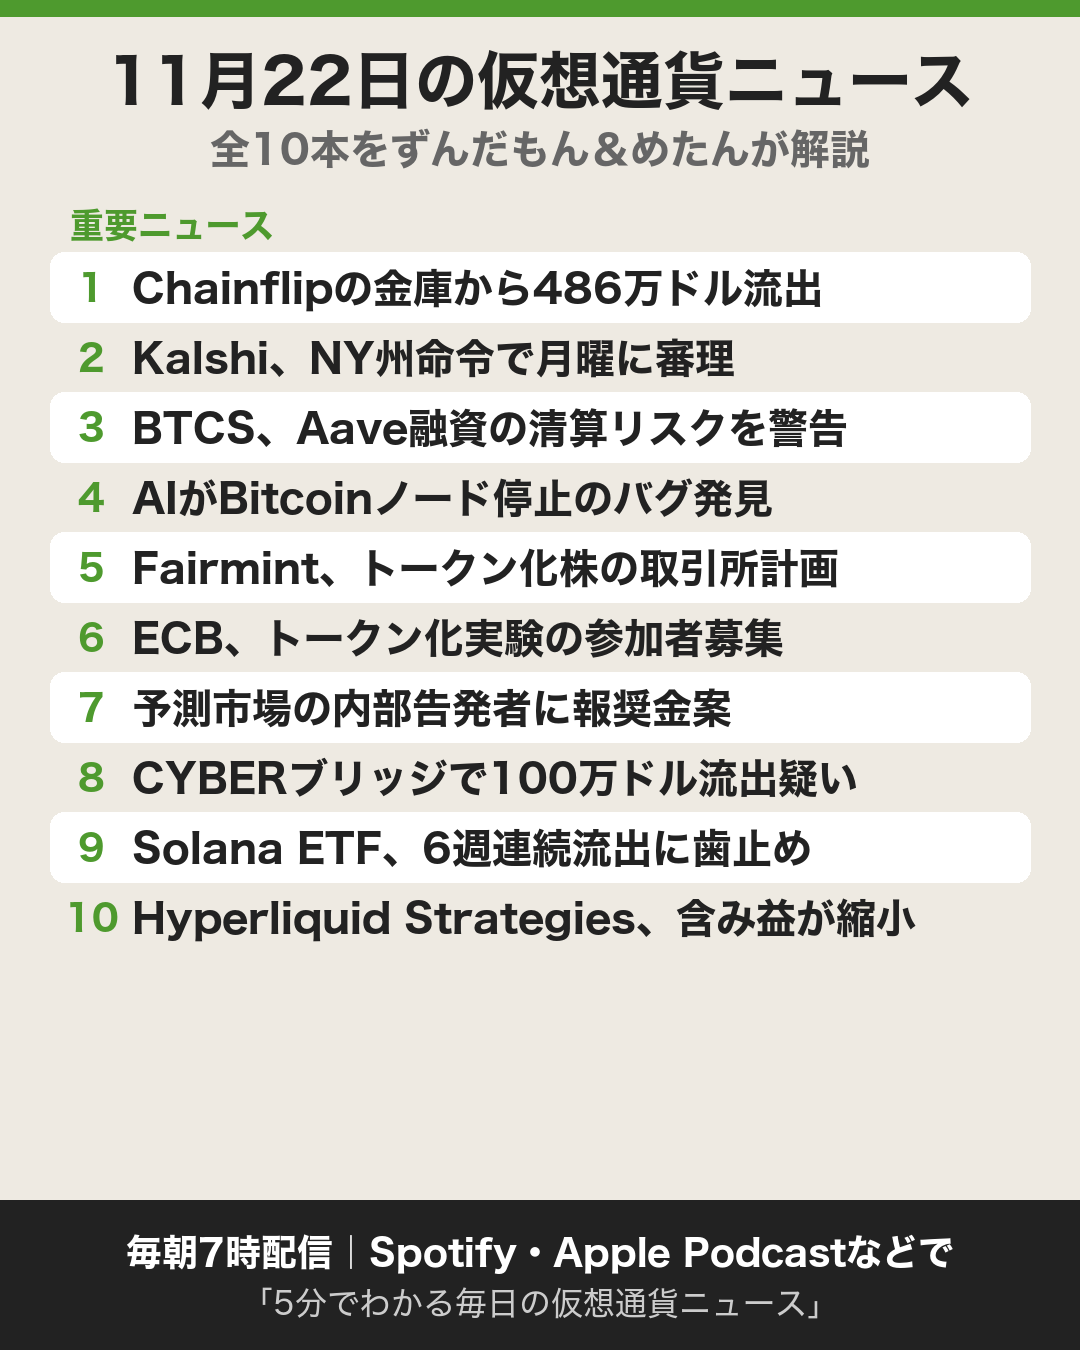 11月22日の仮想通貨ニュース
全10本をずんだもん＆めたんが解説
重要ニュース
1 Chainflipの金庫から486万ドル流出
2 Kalshi、NY州命令で月曜に審理
3 BTCS、Aave融資の清算リスクを警告
4 AIがBitcoinノード停止のバグ発見
5 Fairmint、トークン化株の取引所計画
6 ECB、トークン化実験の参加者募集
7 予測市場の内部告発者に報奨金案
8 CYBERブリッジで100万ドル流出疑い
9 Solana ETF、6週連続流出に歯止め
10 Hyperliquid Strategies、含み益が縮小
毎朝7時配信｜Spotify・Apple Podcastなどで
「5分でわかる毎日の仮想通貨ニュース」